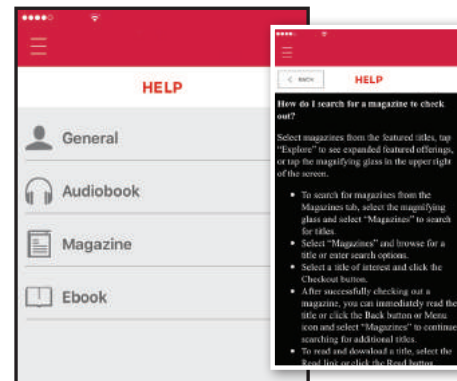 HELP
General
Audiobook
Magazine
Ebook
BACK
HELP
How do I search for a magazine to check
out?
Select magazines from the featured titles, tap
"Explore" to see expanded featured offerings,
or tap the magnifying glass in the upper right
of the screen.
To search for magazines from the
Magazines tab, select the magnifying
glass and select "Magazines" to search
for titles.
Select "Magazines" and browse for a
title or enter search options.
Select a title of interest and click the
Checkout button.
After successfully checking out a
magazine, you can immediately read the
title or click the Back button or Menu
icon and select "Magazines" to continue
searching for additional titles.
To read and download a title, select the
Read link or click the Read button